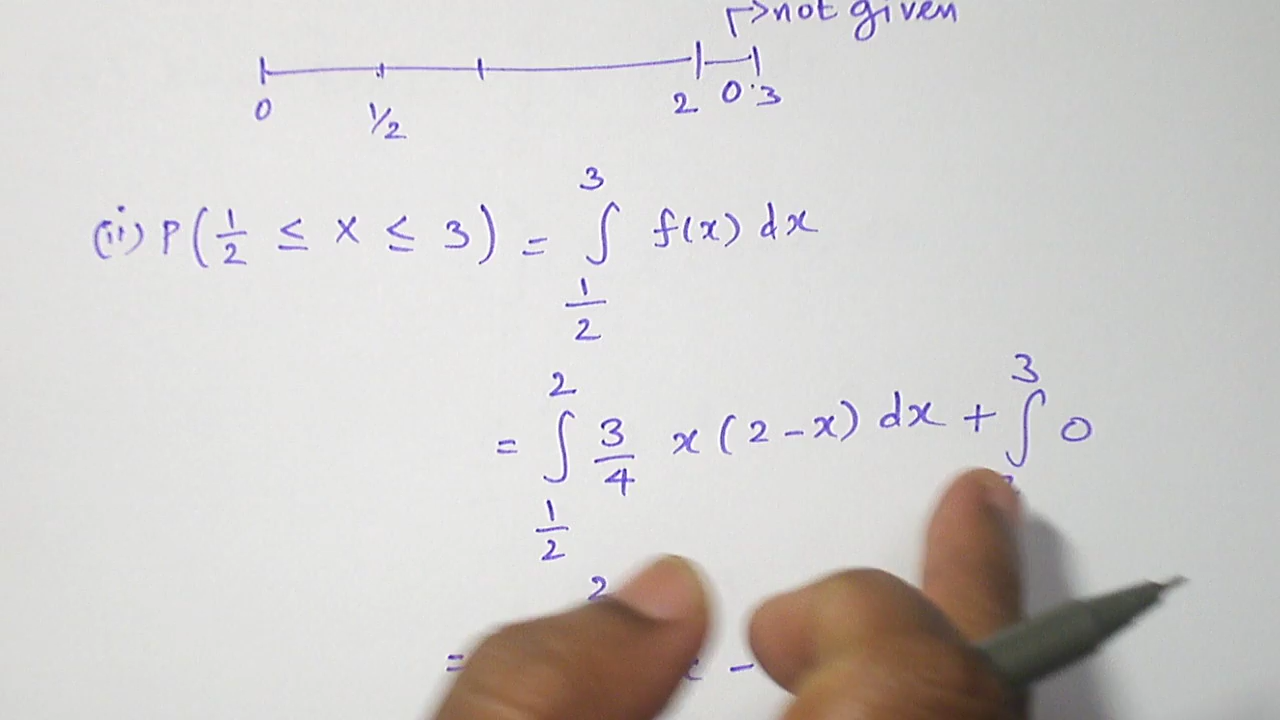 ↱>not given
0 1/2 2 0.3
(ii) P(1/2 ≤ x ≤ 3) = ∫_{1/2}^{3} f(x) dx
= ∫_{1/2}^{2} 3/4 x(2-x) dx + ∫^{3} 0
2
= -